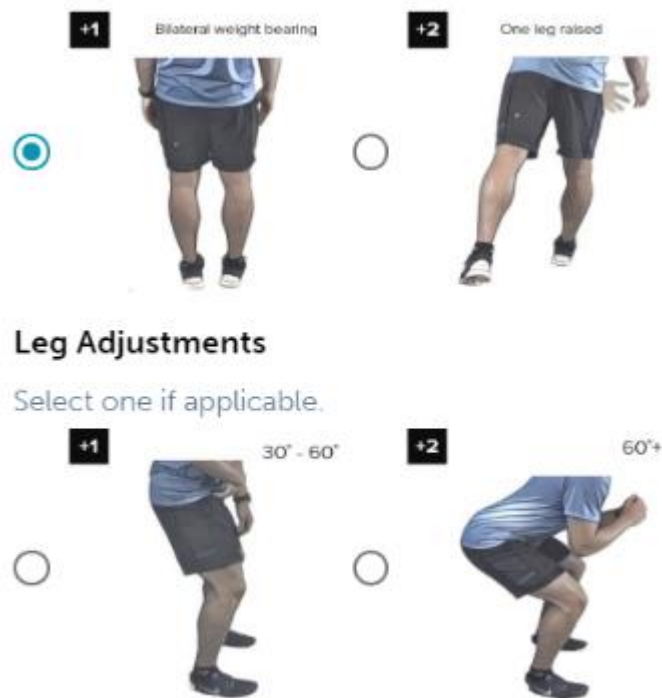 +1 Bilateral weight bearing +2 One leg raised
Leg Adjustments
Select one if applicable.
+1 30° - 60° +2 60°+